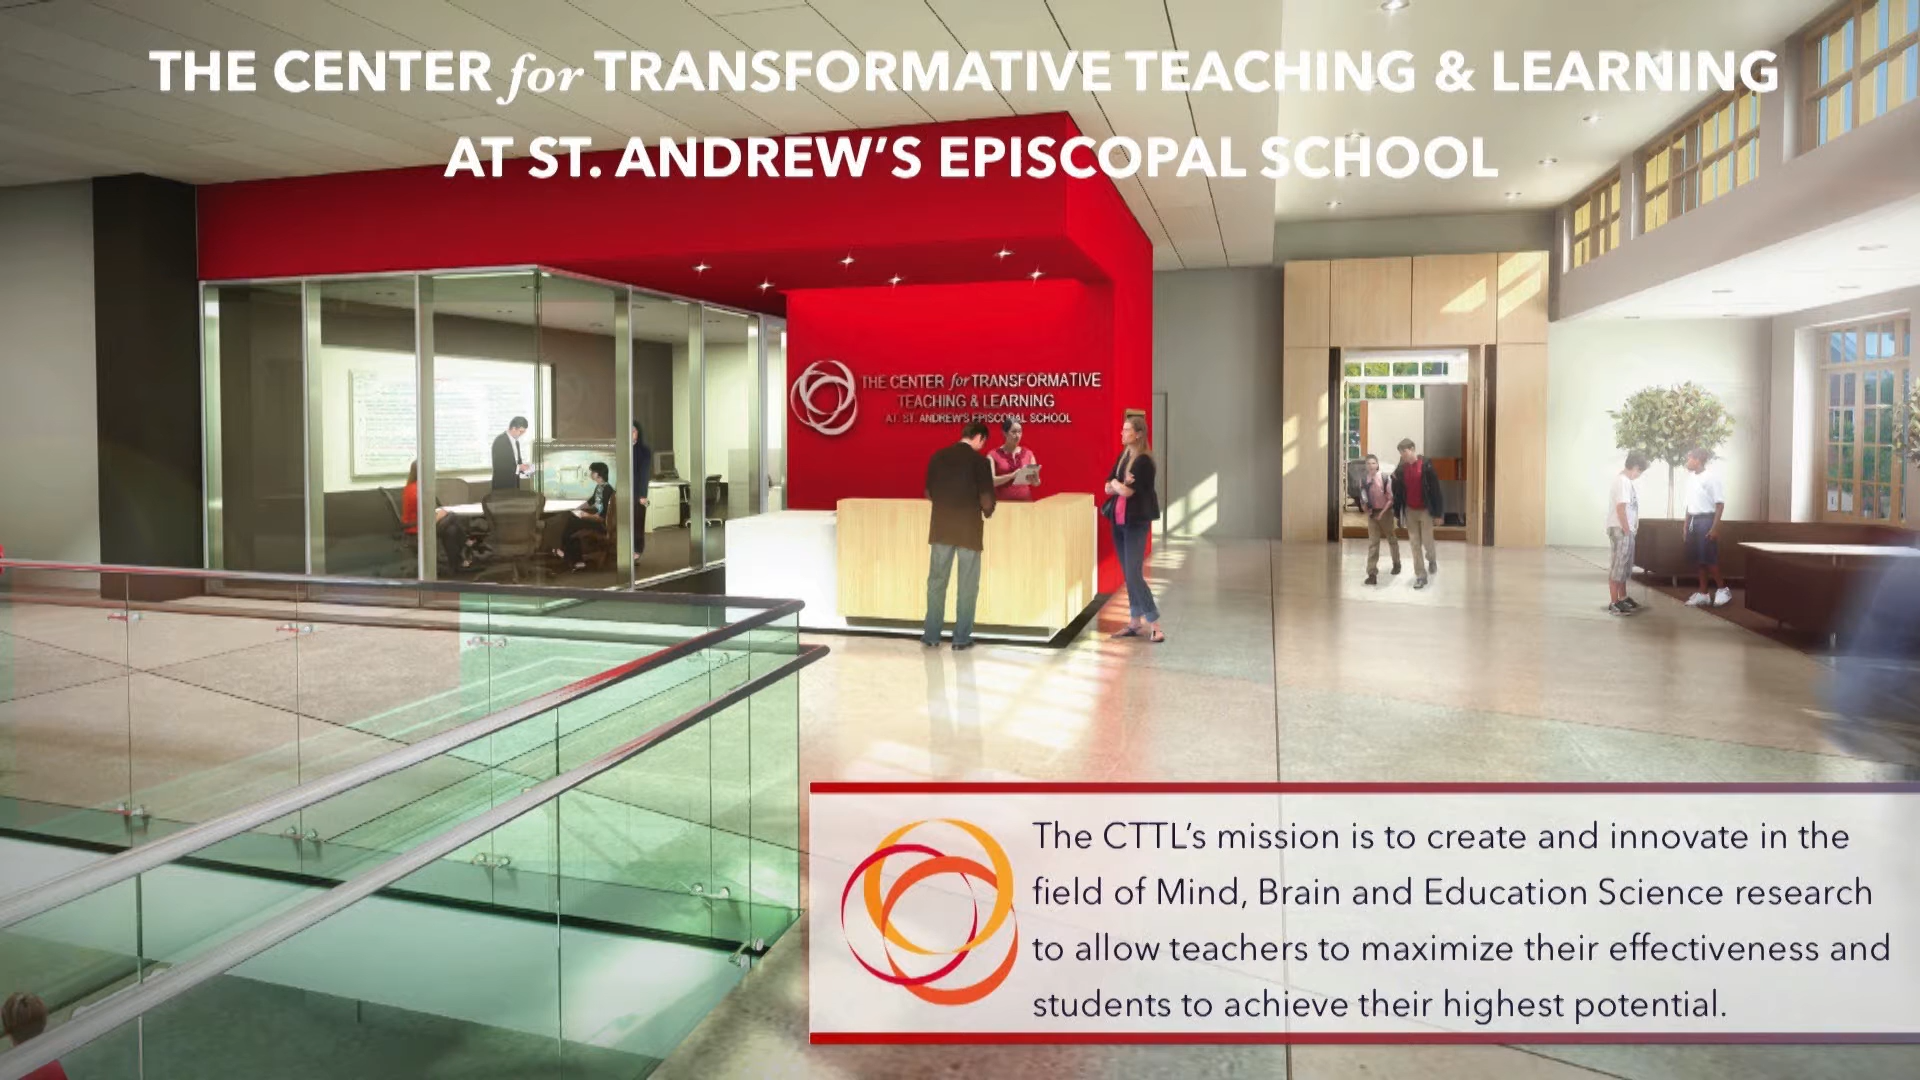 THE CENTER for TRANSFORMATIVE TEACHING & LEARNING
AT ST. ANDREW’S EPISCOPAL SCHOOL
THE CENTER for TRANSFORMATIVE
TEACHING & LEARNING
AT ST. ANDREW'S EPISCOPAL SCHOOL
The CTTL’s mission is to create and innovate in the
field of Mind, Brain and Education Science research
to allow teachers to maximize their effectiveness and
students to achieve their highest potential.